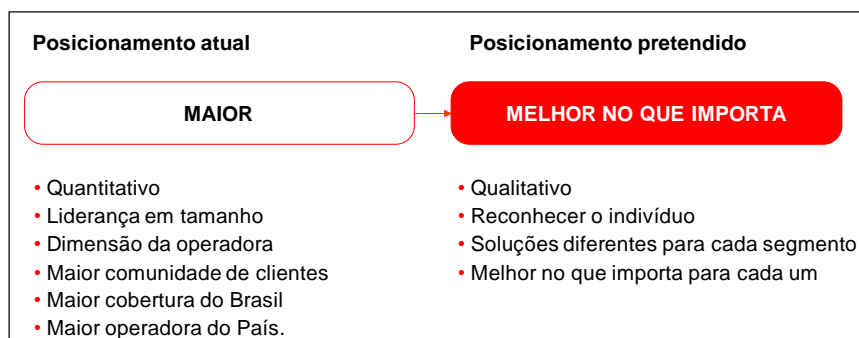 Posicionamento atual
MAIOR
• Quantitativo
• Liderança em tamanho
• Dimensão da operadora
• Maior comunidade de clientes
• Maior cobertura do Brasil
• Maior operadora do País.
Posicionamento pretendido
MELHOR NO QUE IMPORTA
• Qualitativo
• Reconhecer o indivíduo
• Soluções diferentes para cada segmento
• Melhor no que importa para cada um